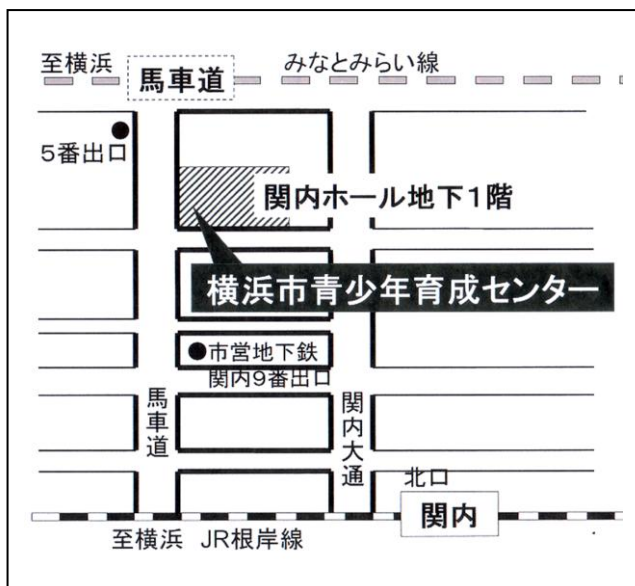 至横浜
馬車道
みなとみらい線
5番出口
関内ホール地下1階
横浜市青少年育成センター
市営地下鉄
関内9番出口
馬車道
関内大通
北口
関内
至横浜 JR根岸線